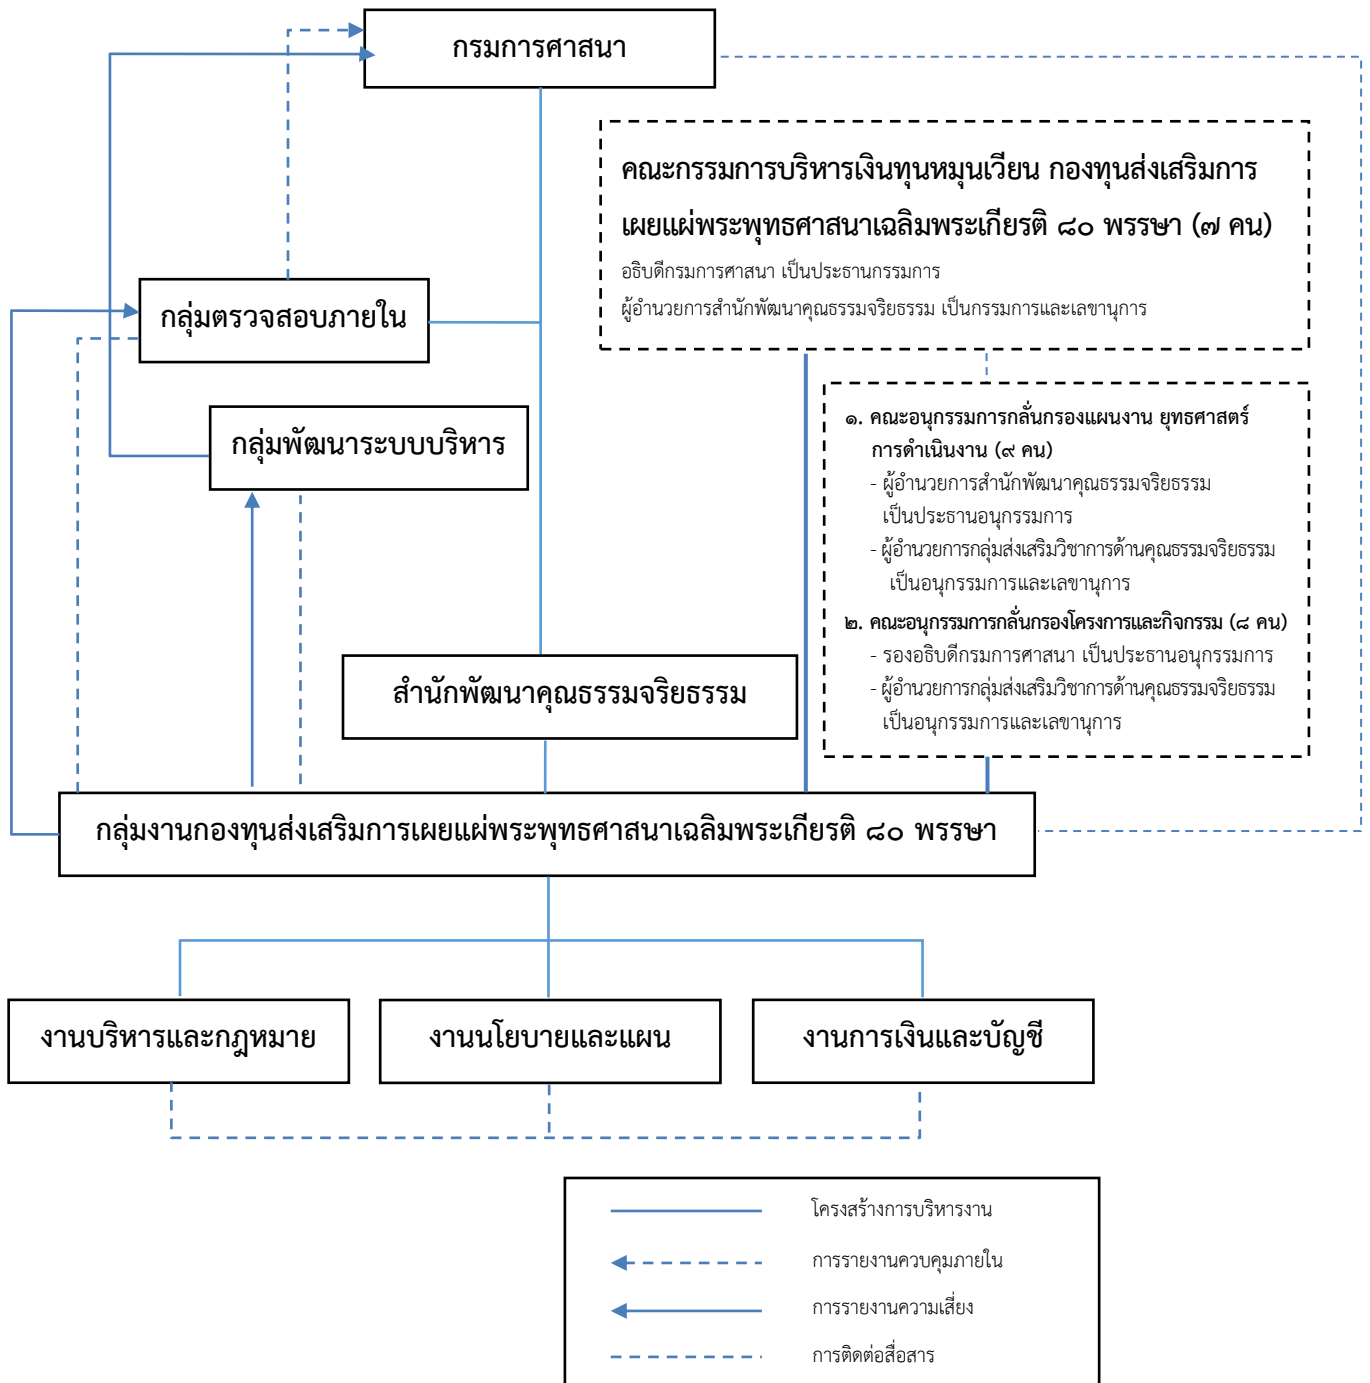 กรมการศาสนา
คณะกรรมการบริหารเงินทุนหมุนเวียน กองทุนส่งเสริมการ
เผยแผ่พระพุทธศาสนาเฉลิมพระเกียรติ ๘๐ พรรษา (๗ คน)
อธิบดีกรมการศาสนา เป็นประธานกรรมการ
ผู้อำนวยการสำนักพัฒนาคุณธรรมจริยธรรม เป็นกรรมการและเลขานุการ
กลุ่มตรวจสอบภายใน
กลุ่มพัฒนาระบบบริหาร
๑. คณะอนุกรรมการกลั่นกรองแผนงาน ยุทธศาสตร์
การดำเนินงาน (๙ คน)
- ผู้อำนวยการสำนักพัฒนาคุณธรรมจริยธรรม
เป็นประธานอนุกรรมการ
- ผู้อำนวยการกลุ่มส่งเสริมวิชาการด้านคุณธรรมจริยธรรม
เป็นอนุกรรมการและเลขานุการ
๒. คณะอนุกรรมการกลั่นกรองโครงการและกิจกรรม (๘ คน)
- รองอธิบดีกรมการศาสนา เป็นประธานอนุกรรมการ
- ผู้อำนวยการกลุ่มส่งเสริมวิชาการด้านคุณธรรมจริยธรรม
เป็นอนุกรรมการและเลขานุการ
สำนักพัฒนาคุณธรรมจริยธรรม
กลุ่มงานกองทุนส่งเสริมการเผยแผ่พระพุทธศาสนาเฉลิมพระเกียรติ ๘๐ พรรษา
งานบริหารและกฎหมาย
งานนโยบายและแผน
งานการเงินและบัญชี
โครงสร้างการบริหารงาน
การรายงานควบคุมภายใน
การรายงานความเสี่ยง
การติดต่อสื่อสาร